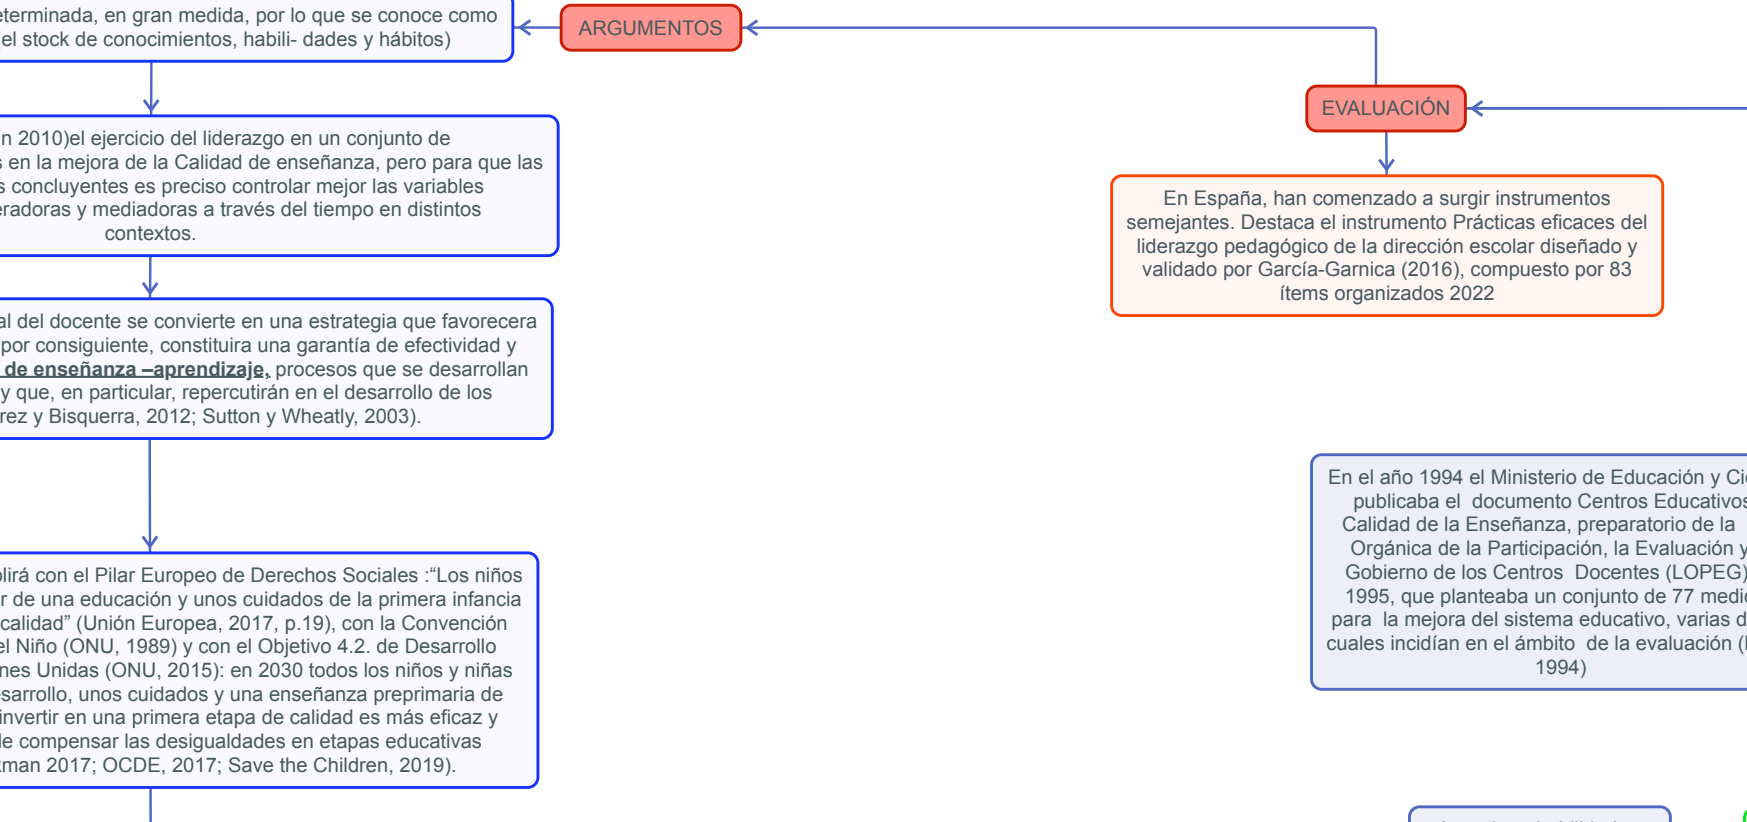 eterminada, en gran medida, por lo que se conoce como
el stock de conocimientos, habili- dades y hábitos)
ARGUMENTOS
EVALUACIÓN
n 2010)el ejercicio del liderazgo en un conjunto de
s en la mejora de la Calidad de enseñanza, pero para que las
s concluyentes es preciso controlar mejor las variables
eradoras y mediadoras a través del tiempo en distintos
contextos.
En España, han comenzado a surgir instrumentos
semejantes. Destaca el instrumento Prácticas eficaces del
liderazgo pedagógico de la dirección escolar diseñado y
validado por García-Garnica (2016), compuesto por 83
ítems organizados 2022
al del docente se convierte en una estrategia que favorecera
por consiguiente, constituira una garantía de efectividad y
de enseñanza –aprendizaje, procesos que se desarrollan
y que, en particular, repercutirán en el desarrollo de los
rez y Bisquerra, 2012; Sutton y Wheatly, 2003).
En el año 1994 el Ministerio de Educación y Ci
publicaba el documento Centros Educativos
Calidad de la Enseñanza, preparatorio de la
Orgánica de la Participación, la Evaluación y
Gobierno de los Centros Docentes (LOPEG)
1995, que planteaba un conjunto de 77 medi
para la mejora del sistema educativo, varias d
cuales incidían en el ámbito de la evaluación (
1994)
plirá con el Pilar Europeo de Derechos Sociales :“Los niños
r de una educación y unos cuidados de la primera infancia
calidad” (Unión Europea, 2017, p.19), con la Convención
el Niño (ONU, 1989) y con el Objetivo 4.2. de Desarrollo
nes Unidas (ONU, 2015): en 2030 todos los niños y niñas
esarrollo, unos cuidados y una enseñanza preprimaria de
invertir en una primera etapa de calidad es más eficaz y
de compensar las desigualdades en etapas educativas
kman 2017; OCDE, 2017; Save the Children, 2019).